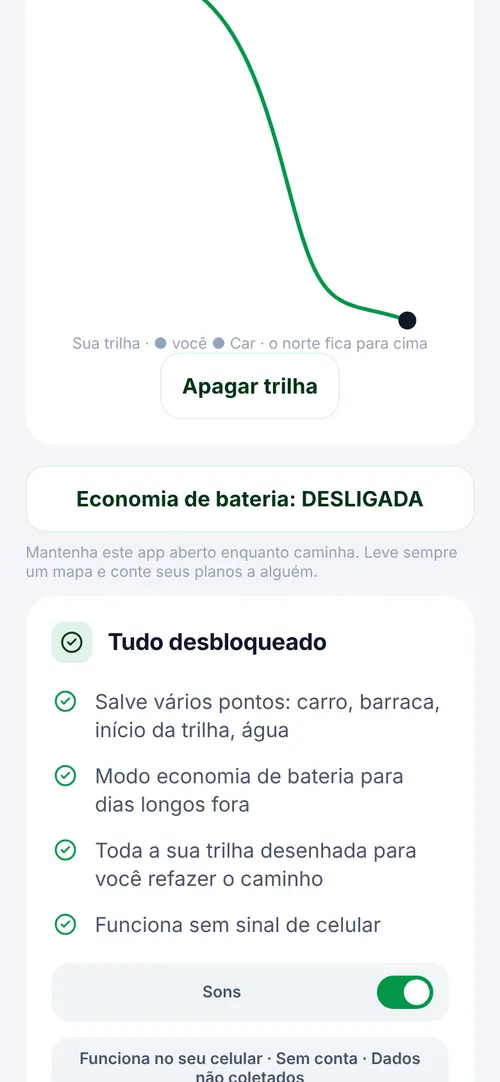 Sua trilha · ● você ● Car · o norte fica para cima
Apagar trilha
Economia de bateria: DESLIGADA
Mantenha este app aberto enquanto caminha. Leve sempre
um mapa e conte seus planos a alguém.
Tudo desbloqueado
Salve vários pontos: carro, barraca,
início da trilha, água
Modo economia de bateria para
dias longos fora
Toda a sua trilha desenhada para
você refazer o caminho
Funciona sem sinal de celular
Sons
Funciona no seu celular · Sem conta · Dados
não coletados